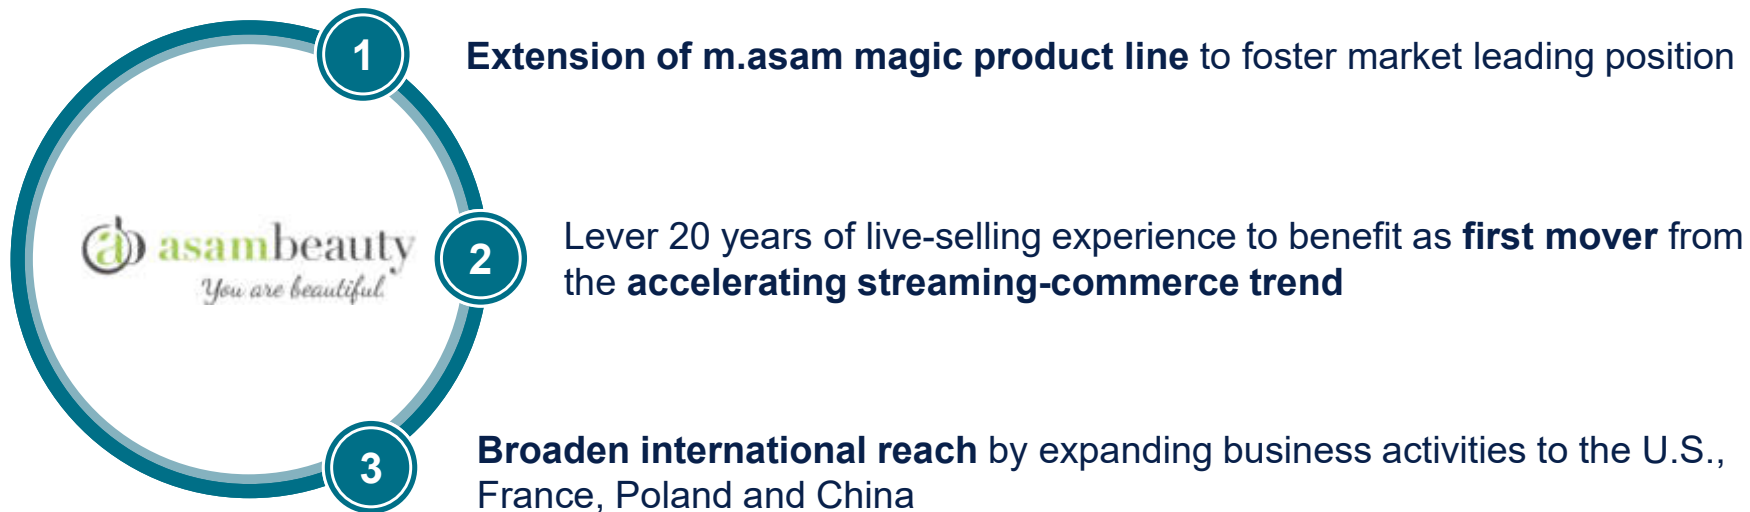 1
Extension of m.asam magic product line to foster market leading position
asambeauty
You are beautiful.
2
Lever 20 years of live-selling experience to benefit as first mover from
the accelerating streaming-commerce trend
3
Broaden international reach by expanding business activities to the U.S.,
France, Poland and China